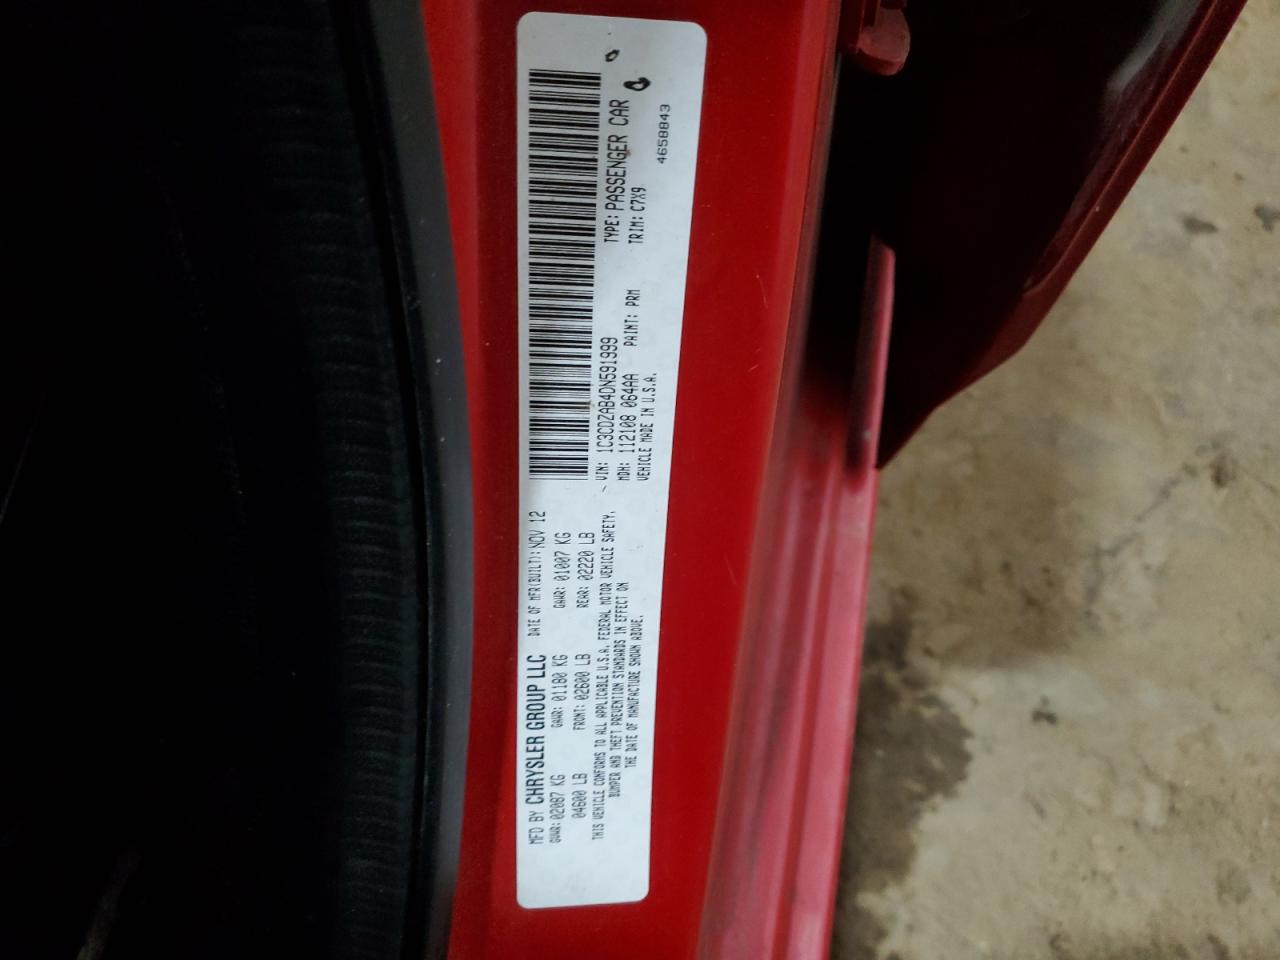 MFD BY CHRYSLER GROUP LLC DATE OF MFR(BUILT): NOV 12
GVWR: 02087 KG GAWR: 01180 KG GAWR: 01007 KG
04600 LB FRONT: 02600 LB REAR: 02220 LB
THIS VEHICLE CONFORMS TO ALL APPLICABLE U.S.A. FEDERAL MOTOR VEHICLE SAFETY,
BUMPER AND THEFT PREVENTION STANDARDS IN EFFECT ON
THE DATE OF MANUFACTURE SHOWN ABOVE.
VIN: 1C3CDZAB4DN591999 TYPE: PASSENGER CAR
MDH: 112108 064AA PAINT: PRM TRIM: C7X9
VEHICLE MADE IN U.S.A.
4658843